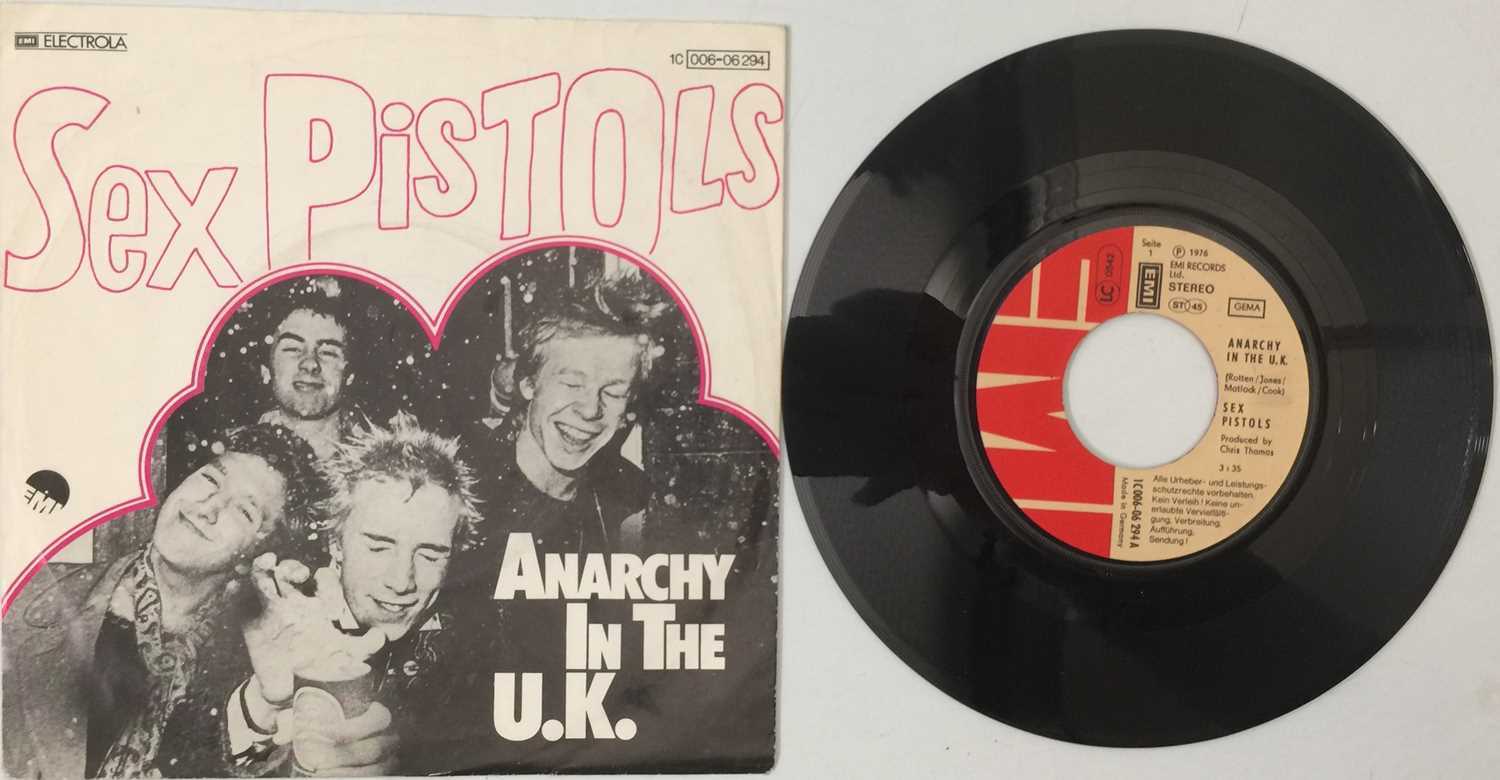 EMI ELECTROLA
1C 006-06 294
Sex Pistols
EMI
ANARCHY
IN THE
U.K.
EMI
LC 0542
Seite
1
EMI
℗ 1976
EMI RECORDS
Ltd.
STEREO
ST 45
GEMA
ANARCHY
IN THE U.K.
(Rotten/Jones/
Matlock/Cook)
SEX
PISTOLS
Produced by
Chris Thomas
3 : 35
1C 006-06 294 A
Made in Germany
Alle Urheber- und Leistungs-
schutzrechte vorbehalten.
Kein Verleih! Keine un-
erlaubte Vervielfälti-
gung, Verbreitung,
Aufführung,
Sendung!